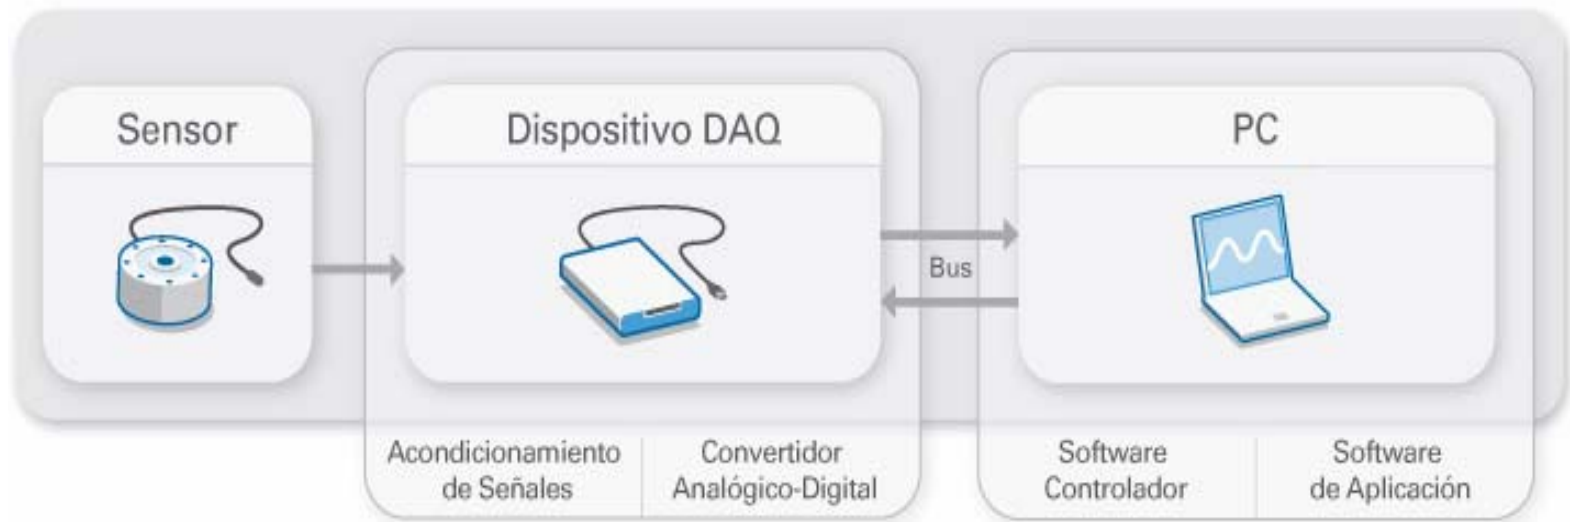 Sensor
Dispositivo DAQ
PC
Bus
Acondicionamiento
de Señales
Convertidor
Analógico-Digital
Software
Controlador
Software
de Aplicación